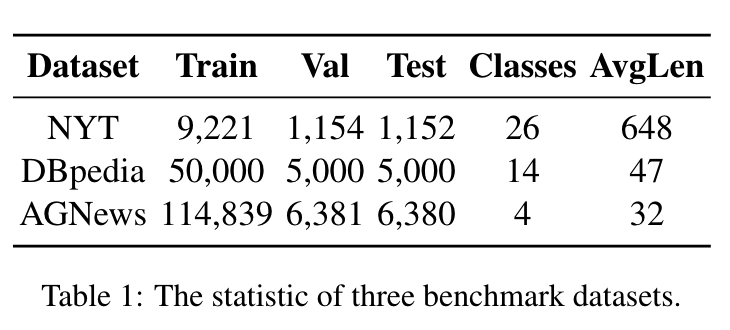 Dataset Train Val Test Classes AvgLen
NYT 9,221 1,154 1,152 26 648
DBpedia 50,000 5,000 5,000 14 47
AGNews 114,839 6,381 6,380 4 32
Table 1: The statistic of three benchmark datasets.